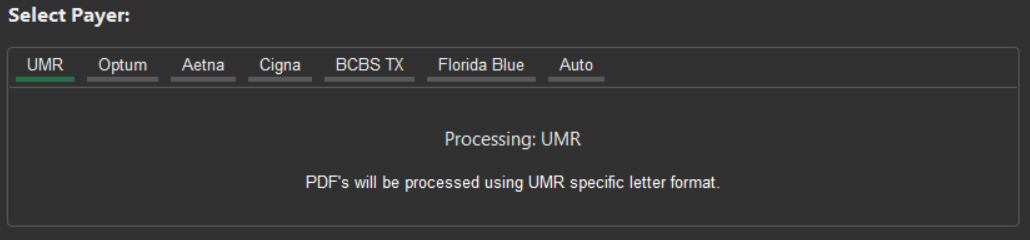 Select Payer:
UMR Optum Aetna Cigna BCBS TX Florida Blue Auto
Processing: UMR
PDF's will be processed using UMR specific letter format.